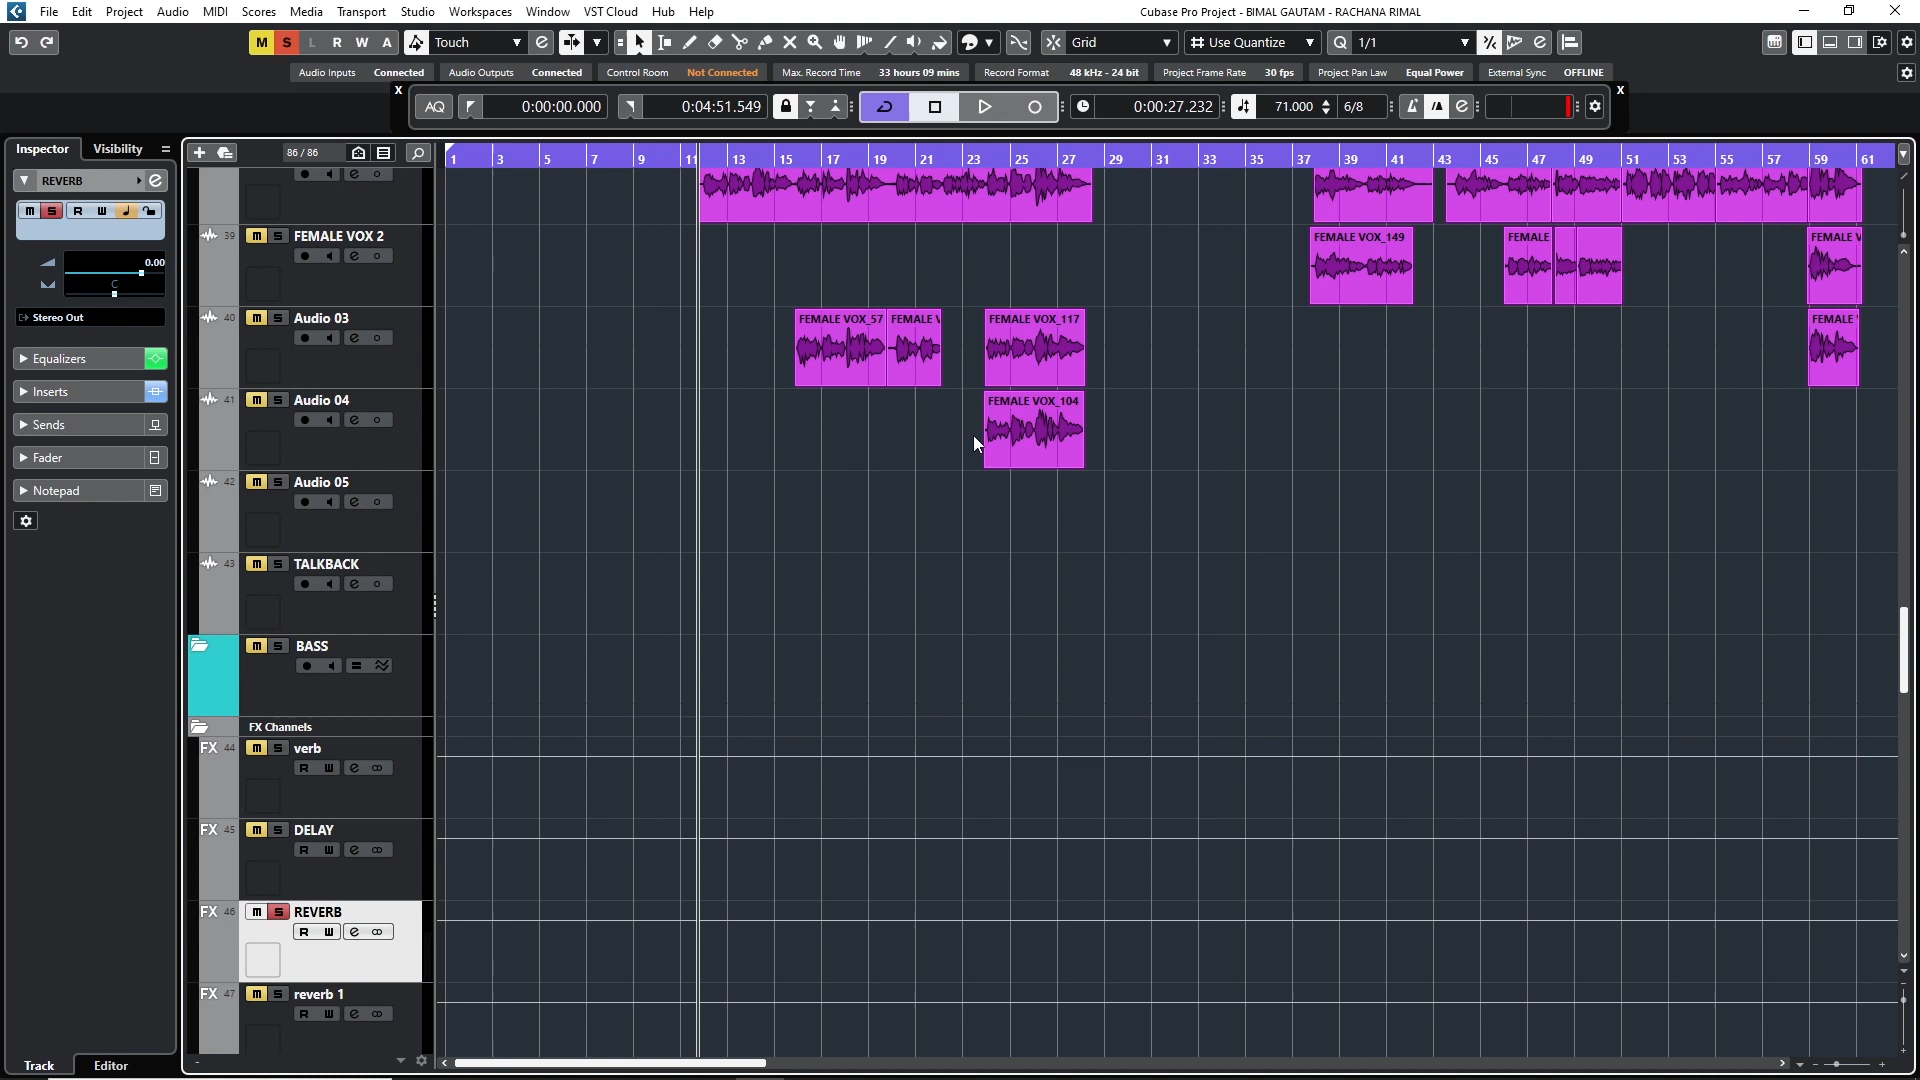 File Edit Project Audio MIDI Scores Media Transport Studio Workspaces Window VST Cloud Hub Help
Cubase Pro Project - BIMAL GAUTAM - RACHANA RIMAL
M S L R W A Touch Grid Use Quantize Q 1/1
Audio Inputs Connected Audio Outputs Connected Control Room Not Connected Max. Record Time 33 hours 09 mins Record Format 48 kHz - 24 bit Project Frame Rate 30 fps Project Pan Law Equal Power External Sync OFFLINE
X X
AQ 0:00:00.000 0:04:51.549 0:00:27.232 71.000 6/8
Inspector Visibility 86 / 86
1 3 5 7 9 11 13 15 17 19 21 23 25 27 29 31 33 35 37 39 41 43 45 47 49 51 53 55 57 59 61
REVERB
M S R W
0.00
C
Stereo Out
Equalizers
Inserts
Sends
Fader
Notepad
39 M S FEMALE VOX 2
FEMALE VOX_149 FEMALE FEMALE V
40 M S Audio 03
FEMALE VOX_57 FEMALE V FEMALE VOX_117 FEMALE
41 M S Audio 04
FEMALE VOX_104
42 M S Audio 05
43 M S TALKBACK
M S BASS
FX Channels
FX 44 M S verb
R W
FX 45 M S DELAY
R W
FX 46 M S REVERB
R W
FX 47 M S reverb 1
R W
Track Editor